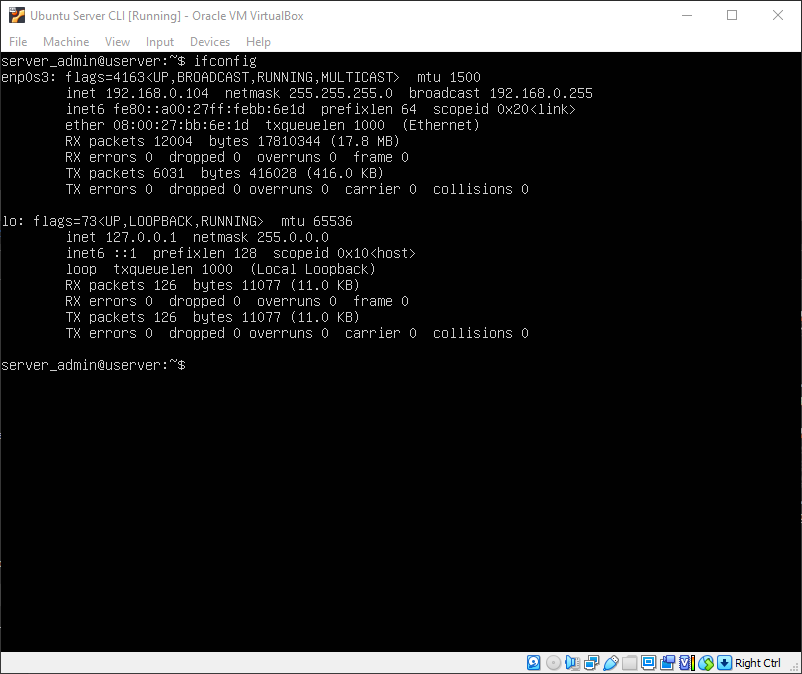 Ubuntu Server CLI [Running] - Oracle VM VirtualBox
File Machine View Input Devices Help
server_admin@userver:~$ ifconfig
enp0s3: flags=4163<UP,BROADCAST,RUNNING,MULTICAST>  mtu 1500
        inet 192.168.0.104  netmask 255.255.255.0  broadcast 192.168.0.255
        inet6 fe80::a00:27ff:febb:6e1d  prefixlen 64  scopeid 0x20<link>
        ether 08:00:27:bb:6e:1d  txqueuelen 1000  (Ethernet)
        RX packets 12004  bytes 17810344 (17.8 MB)
        RX errors 0  dropped 0  overruns 0  frame 0
        TX packets 6031  bytes 416028 (416.0 KB)
        TX errors 0  dropped 0 overruns 0  carrier 0  collisions 0
lo: flags=73<UP,LOOPBACK,RUNNING>  mtu 65536
        inet 127.0.0.1  netmask 255.0.0.0
        inet6 ::1  prefixlen 128  scopeid 0x10<host>
        loop  txqueuelen 1000  (Local Loopback)
        RX packets 126  bytes 11077 (11.0 KB)
        RX errors 0  dropped 0  overruns 0  frame 0
        TX packets 126  bytes 11077 (11.0 KB)
        TX errors 0  dropped 0 overruns 0  carrier 0  collisions 0
server_admin@userver:~$
Right Ctrl